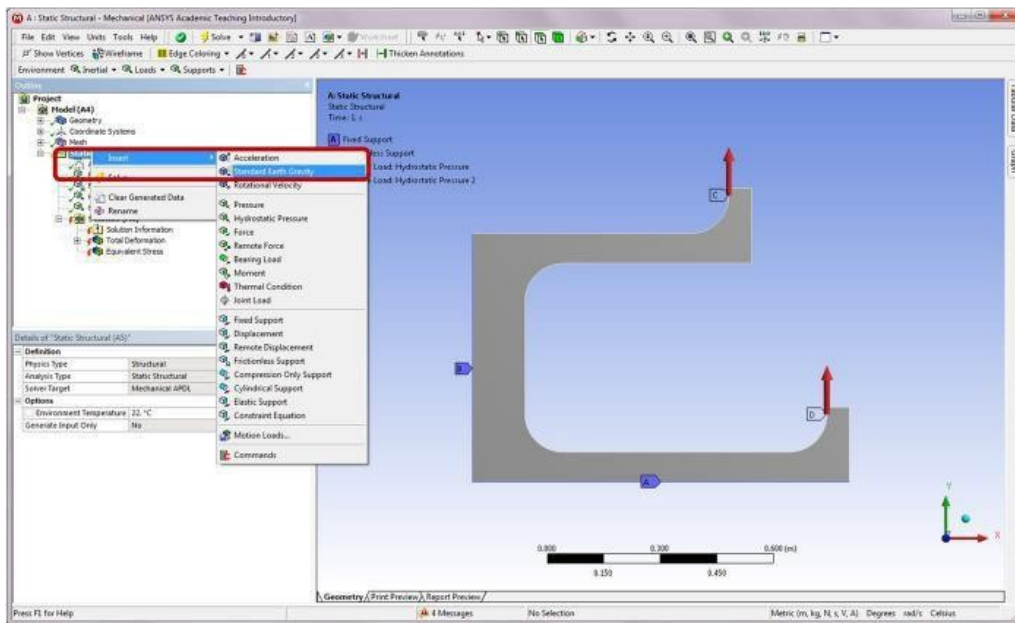 A : Static Structural - Mechanical [ANSYS Academic Teaching Introductory]
File Edit View Units Tools Help Solve
Show Vertices Wireframe Edge Coloring Thicken Annotations
Environment Inertial Loads Supports
Outline
Project
Model (A4)
Geometry
Coordinate Systems
Mesh
Insert
Clear Generated Data
Rename
Solution Information
Total Deformation
Equivalent Stress
Acceleration
Standard Earth Gravity
Rotational Velocity
Pressure
Hydrostatic Pressure
Force
Remote Force
Bearing Load
Moment
Thermal Condition
Joint Load
Fixed Support
Displacement
Remote Displacement
Frictionless Support
Compression Only Support
Cylindrical Support
Elastic Support
Constraint Equation
Motion Loads...
Commands
Details of "Static Structural (A5)"
Definition
Physics Type Structural
Analysis Type Static Structural
Solver Target Mechanical APDL
Options
Environment Temperature 22. °C
Generate Input Only No
A: Static Structural
Static Structural
Time: 1. s
A Fixed Support
Support
Load: Hydrostatic Pressure
Load: Hydrostatic Pressure 2
C
B
D
A
Y
X
0.000 0.300 0.600 (m)
0.150 0.450
Geometry Print Preview Report Preview
Press F1 for Help 4 Messages No Selection Metric (m, kg, N, s, V, A) Degrees rad/s Celsius